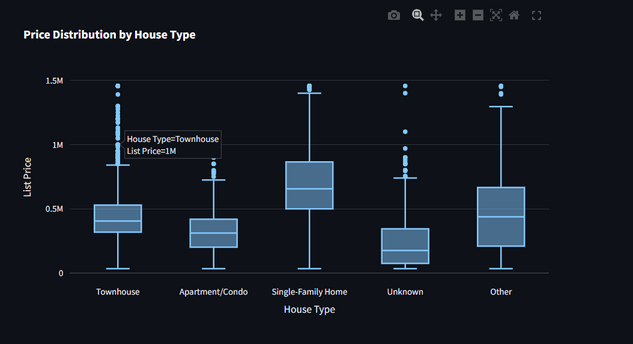 Price Distribution by House Type
1.5M
1M
0.5M
0
List Price
House Type=Townhouse
List Price=1M
Townhouse
Apartment/Condo
Single-Family Home
Unknown
Other
House Type